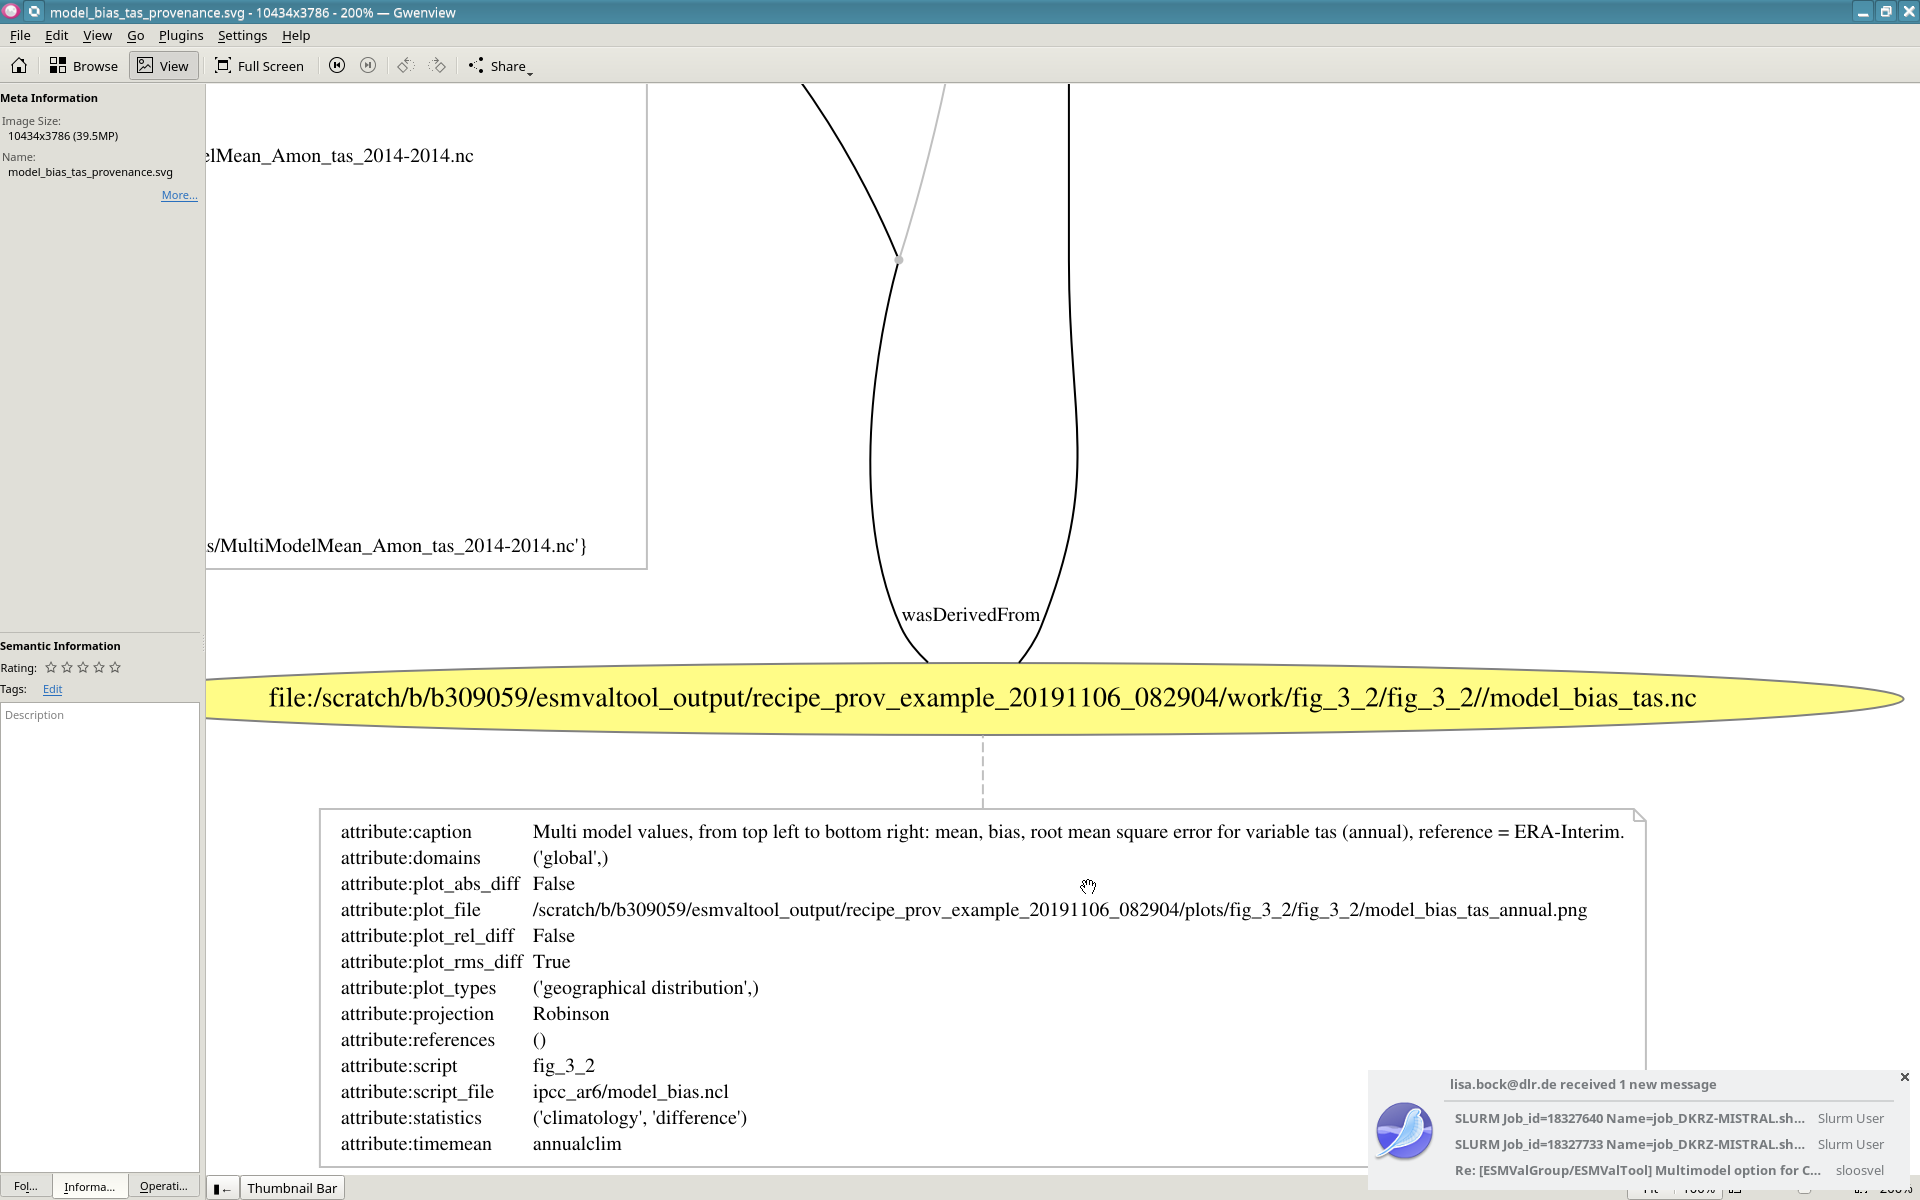 model_bias_tas_provenance.svg - 10434x3786 - 200% — Gwenview
File Edit View Go Plugins Settings Help
Browse View Full Screen Share
Meta Information
Image Size:
10434x3786 (39.5MP)
Name:
model_bias_tas_provenance.svg
More...
Semantic Information
Rating:
Tags: Edit
Description
Fol... Informa... Operati...
elMean_Amon_tas_2014-2014.nc
s/MultiModelMean_Amon_tas_2014-2014.nc'}
wasDerivedFrom
file:/scratch/b/b309059/esmvaltool_output/recipe_prov_example_20191106_082904/work/fig_3_2/fig_3_2//model_bias_tas.nc
attribute:caption Multi model values, from top left to bottom right: mean, bias, root mean square error for variable tas (annual), reference = ERA-Interim.
attribute:domains ('global',)
attribute:plot_abs_diff False
attribute:plot_file /scratch/b/b309059/esmvaltool_output/recipe_prov_example_20191106_082904/plots/fig_3_2/fig_3_2/model_bias_tas_annual.png
attribute:plot_rel_diff False
attribute:plot_rms_diff True
attribute:plot_types ('geographical distribution',)
attribute:projection Robinson
attribute:references ()
attribute:script fig_3_2
attribute:script_file ipcc_ar6/model_bias.ncl
attribute:statistics ('climatology', 'difference')
attribute:timemean annualclim
lisa.bock@dlr.de received 1 new message
SLURM Job_id=18327640 Name=job_DKRZ-MISTRAL.sh... Slurm User
SLURM Job_id=18327733 Name=job_DKRZ-MISTRAL.sh... Slurm User
Re: [ESMValGroup/ESMValTool] Multimodel option for C... sloosvel
Thumbnail Bar